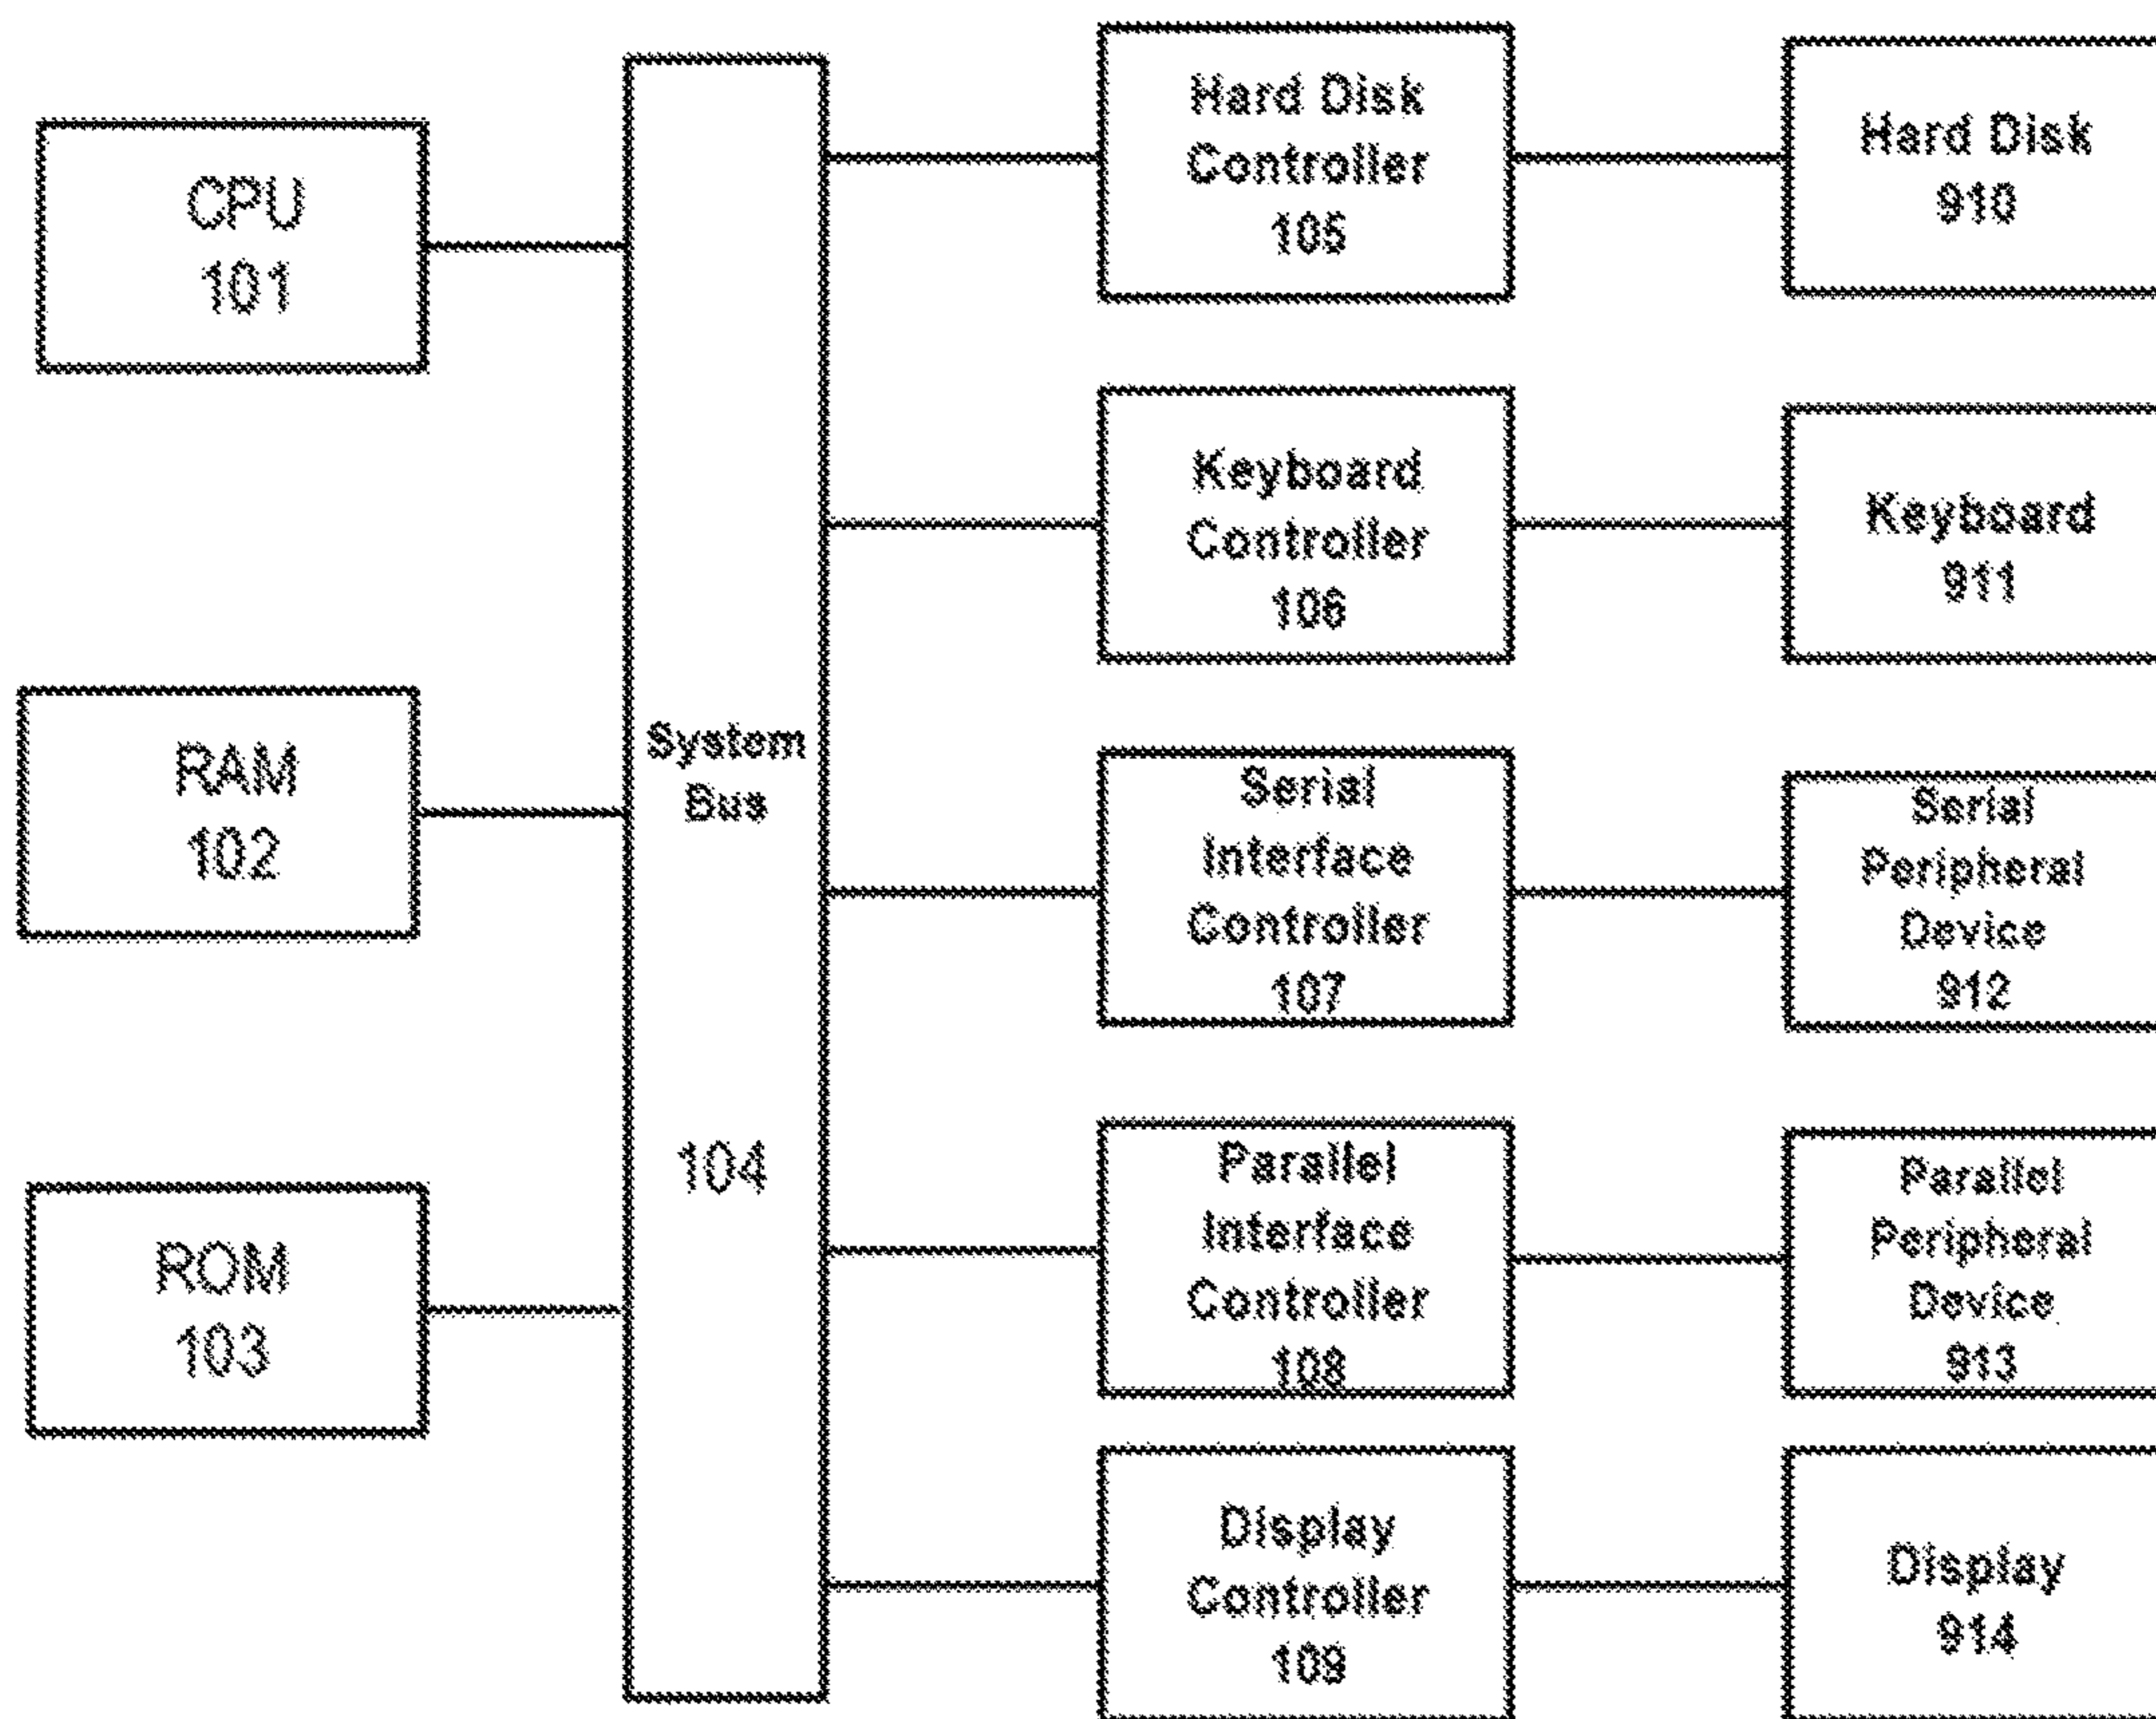 CPU
101
RAM
102
ROM
103
System
Bus
104
Hard Disk
Controller
105
Keyboard
Controller
106
Serial
Interface
Controller
107
Parallel
Interface
Controller
108
Display
Controller
109
Hard Disk
910
Keyboard
911
Serial
Peripheral
Device
912
Parallel
Peripheral
Device
913
Display
914